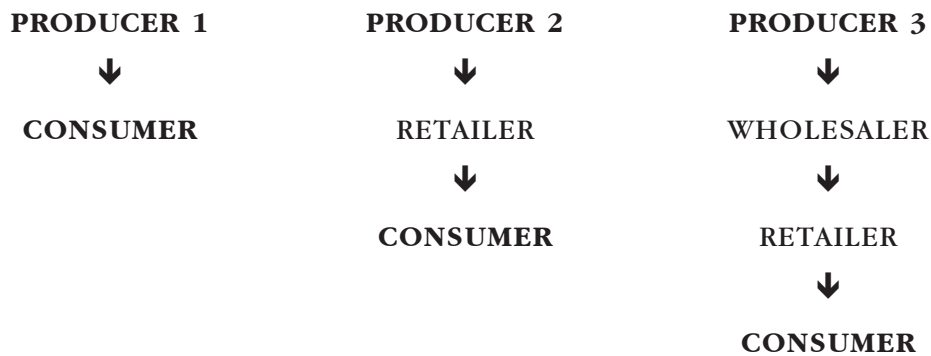 PRODUCER 1 PRODUCER 2 PRODUCER 3
CONSUMER RETAILER WHOLESALER
CONSUMER RETAILER
CONSUMER